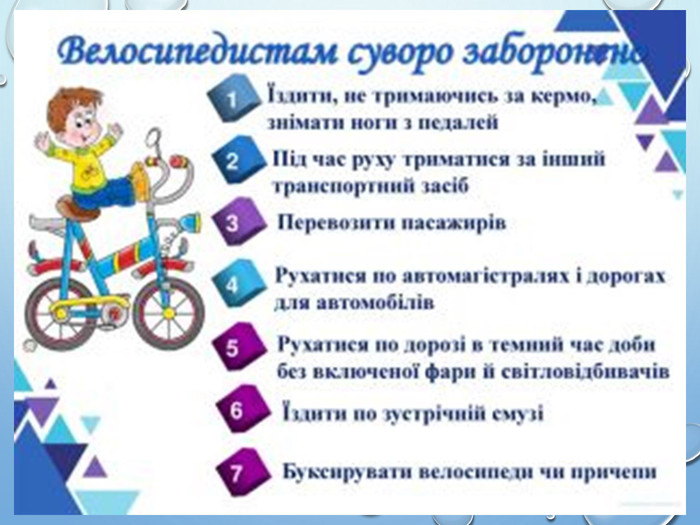 Велосипедистам суворо заборонено
1 Їздити, не тримаючись за кермо,
знімати ноги з педалей
2 Під час руху триматися за інший
транспортний засіб
3 Перевозити пасажирів
4 Рухатися по автомагістралях і дорогах
для автомобілів
5 Рухатися по дорозі в темний час доби
без включеної фари й світловідбивачів
6 Їздити по зустрічній смузі
7 Буксирувати велосипеди чи причепи